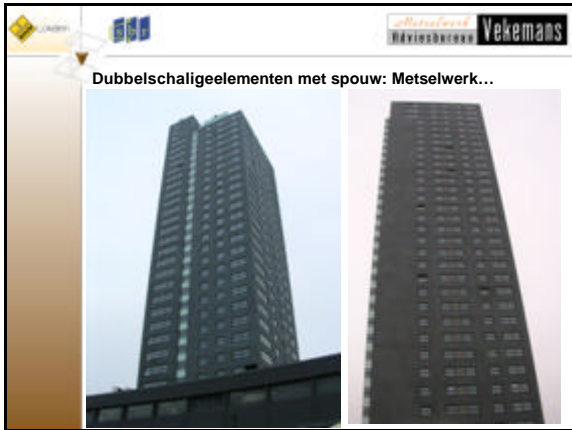 Metselwerk
Adviesbureau Vekemans
Dubbelschaligeelementen met spouw: Metselwerk…